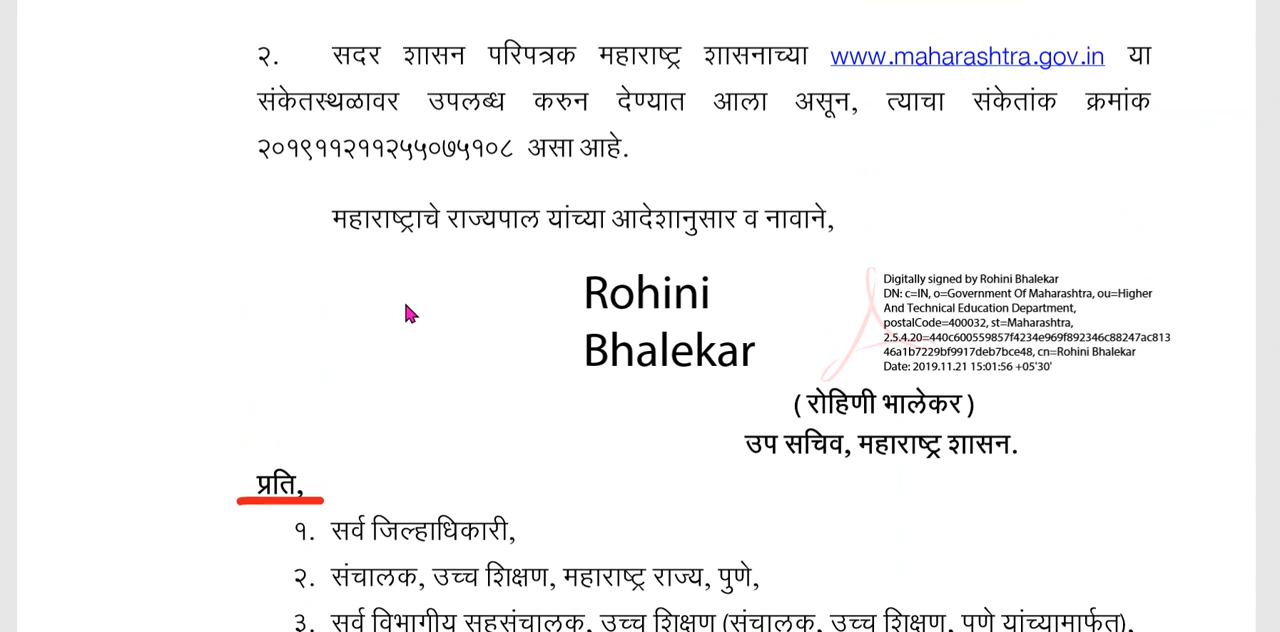 २. सदर शासन परिपत्रक महाराष्ट्र शासनाच्या www.maharashtra.gov.in या
संकेतस्थळावर उपलब्ध करुन देण्यात आला असून, त्याचा संकेतांक क्रमांक
२०१९११२११२५५०७५१०८ असा आहे.
महाराष्ट्राचे राज्यपाल यांच्या आदेशानुसार व नावाने,
Rohini
Bhalekar
Digitally signed by Rohini Bhalekar
DN: c=IN, o=Government Of Maharashtra, ou=Higher
And Technical Education Department,
postalCode=400032, st=Maharashtra,
2.5.4.20=440c600559857f4234e969f892346c88247ac813
46a1b7229bf9917deb7bce48, cn=Rohini Bhalekar
Date: 2019.11.21 15:01:56 +05'30'
( रोहिणी भालेकर )
उप सचिव, महाराष्ट्र शासन.
प्रति,
१. सर्व जिल्हाधिकारी,
२. संचालक, उच्च शिक्षण, महाराष्ट्र राज्य, पुणे,
३. सर्व विभागीय सहसंचालक, उच्च शिक्षण (संचालक, उच्च शिक्षण, पुणे यांच्यामार्फत),